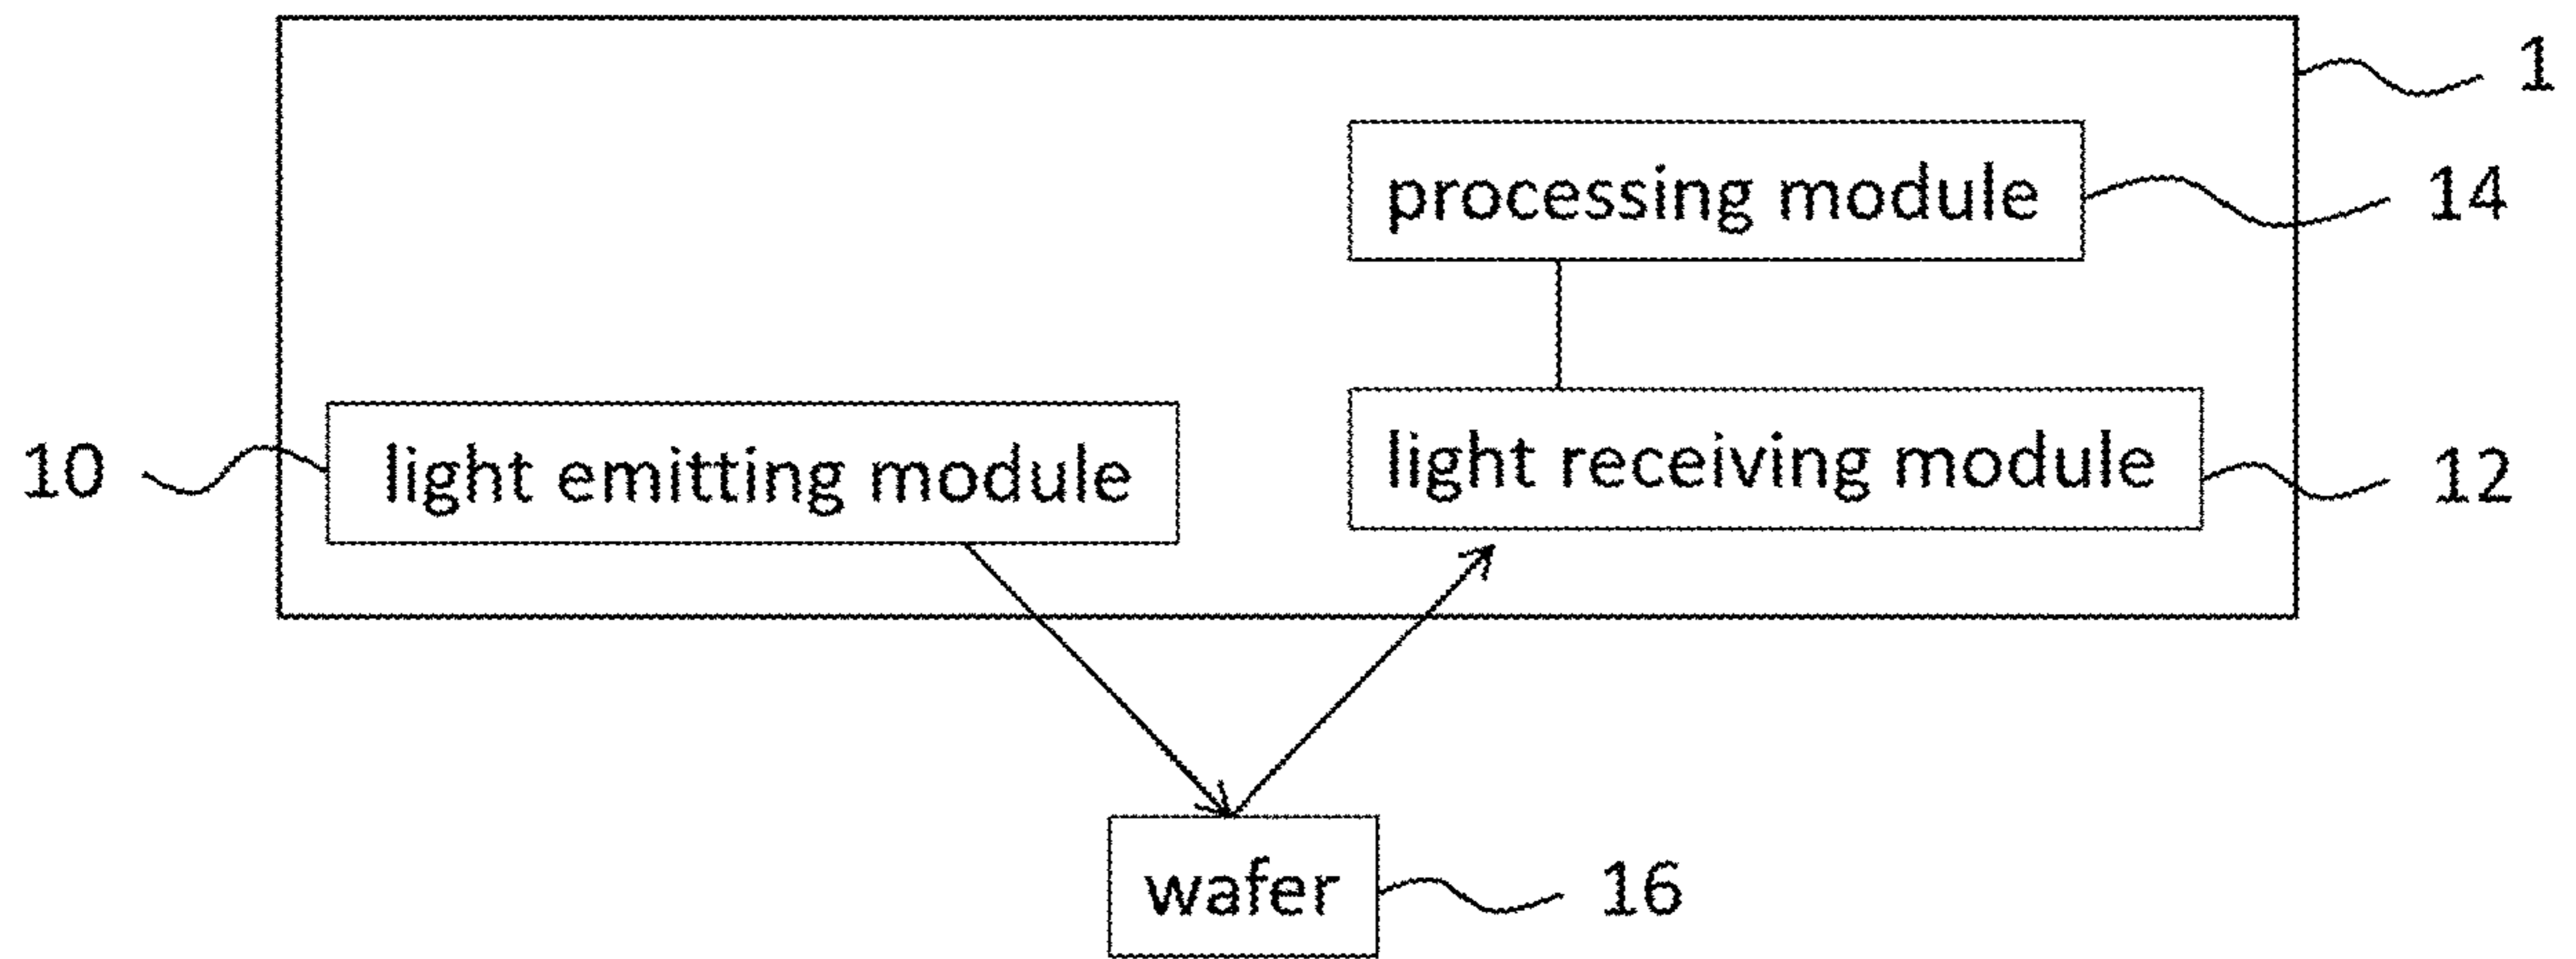 1
processing module
14
10
light emitting module
light receiving module
12
wafer
16